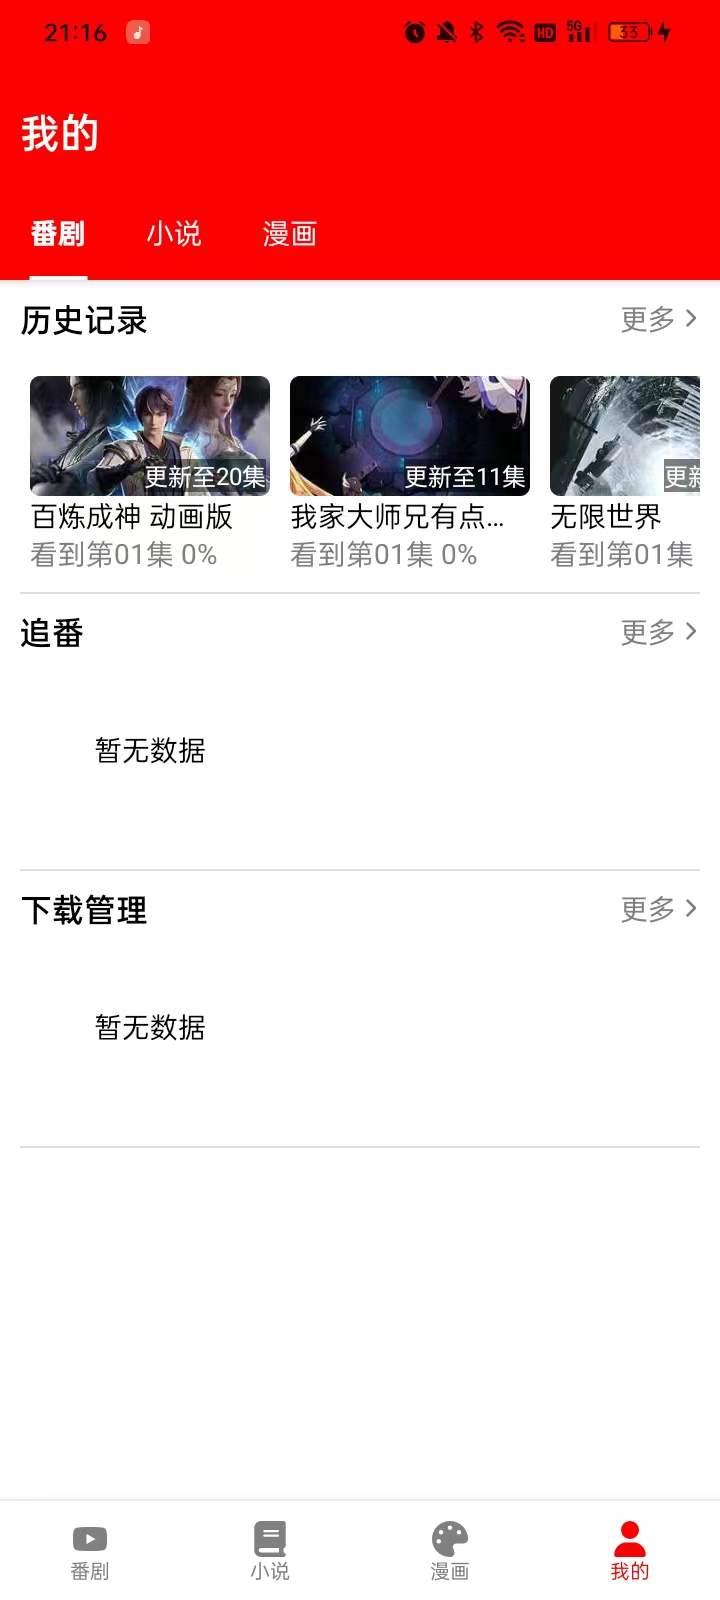 21:16
HD 5G 33
我的
番剧 小说 漫画
历史记录 更多
更新至20集 更新至11集 更新
百炼成神 动画版 我家大师兄有点... 无限世界
看到第01集 0% 看到第01集 0% 看到第01集
追番 更多
暂无数据
下载管理 更多
暂无数据
番剧 小说 漫画 我的